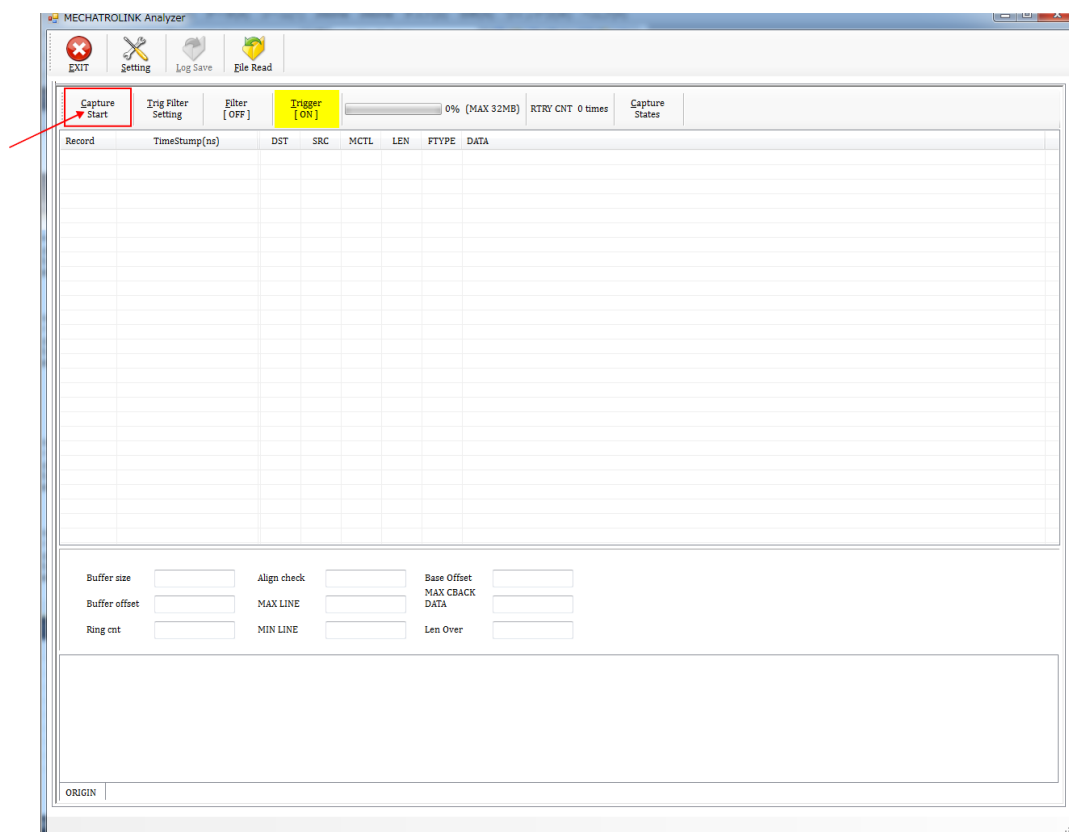 MECHATROLINK Analyzer
EXIT Setting Log Save File Read
Capture Start Trig Filter Setting Filter [ OFF ] Trigger [ ON ] 0% (MAX 32MB) RTRY CNT 0 times Capture States
Record TimeStump(ns) DST SRC MCTL LEN FTYPE DATA
Buffer size Align check Base Offset
Buffer offset MAX LINE MAX CBACK DATA
Ring cnt MIN LINE Len Over
ORIGIN